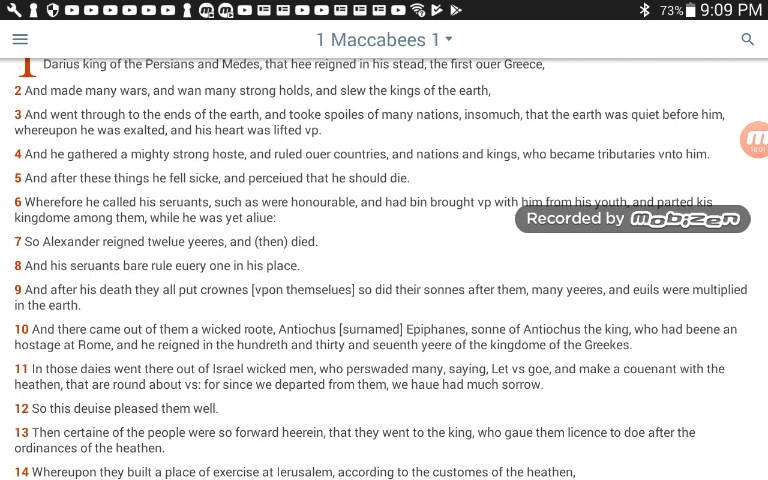 73% 9:09 PM
1 Maccabees 1
1 Darius king of the Persians and Medes, that hee reigned in his stead, the first ouer Greece,
2 And made many wars, and wan many strong holds, and slew the kings of the earth,
3 And went through to the ends of the earth, and tooke spoiles of many nations, insomuch, that the earth was quiet before him,
whereupon he was exalted, and his heart was lifted vp.
4 And he gathered a mighty strong hoste, and ruled ouer countries, and nations and kings, who became tributaries vnto him.
16:01
5 And after these things he fell sicke, and perceiued that he should die.
6 Wherefore he called his seruants, such as were honourable, and had bin brought vp with him from his youth, and parted kis
Recorded by mobizen
kingdome among them, while he was yet aliue:
7 So Alexander reigned twelue yeeres, and (then) died.
8 And his seruants bare rule euery one in his place.
9 And after his death they all put crownes [vpon themselues] so did their sonnes after them, many yeeres, and euils were multiplied
in the earth.
10 And there came out of them a wicked roote, Antiochus [surnamed] Epiphanes, sonne of Antiochus the king, who had beene an
hostage at Rome, and he reigned in the hundreth and thirty and seuenth yeere of the kingdome of the Greekes.
11 In those daies went there out of Israel wicked men, who perswaded many, saying, Let vs goe, and make a couenant with the
heathen, that are round about vs: for since we departed from them, we haue had much sorrow.
12 So this deuise pleased them well.
13 Then certaine of the people were so forward heerein, that they went to the king, who gaue them licence to doe after the
ordinances of the heathen.
14 Whereupon they built a place of exercise at Ierusalem, according to the customes of the heathen,